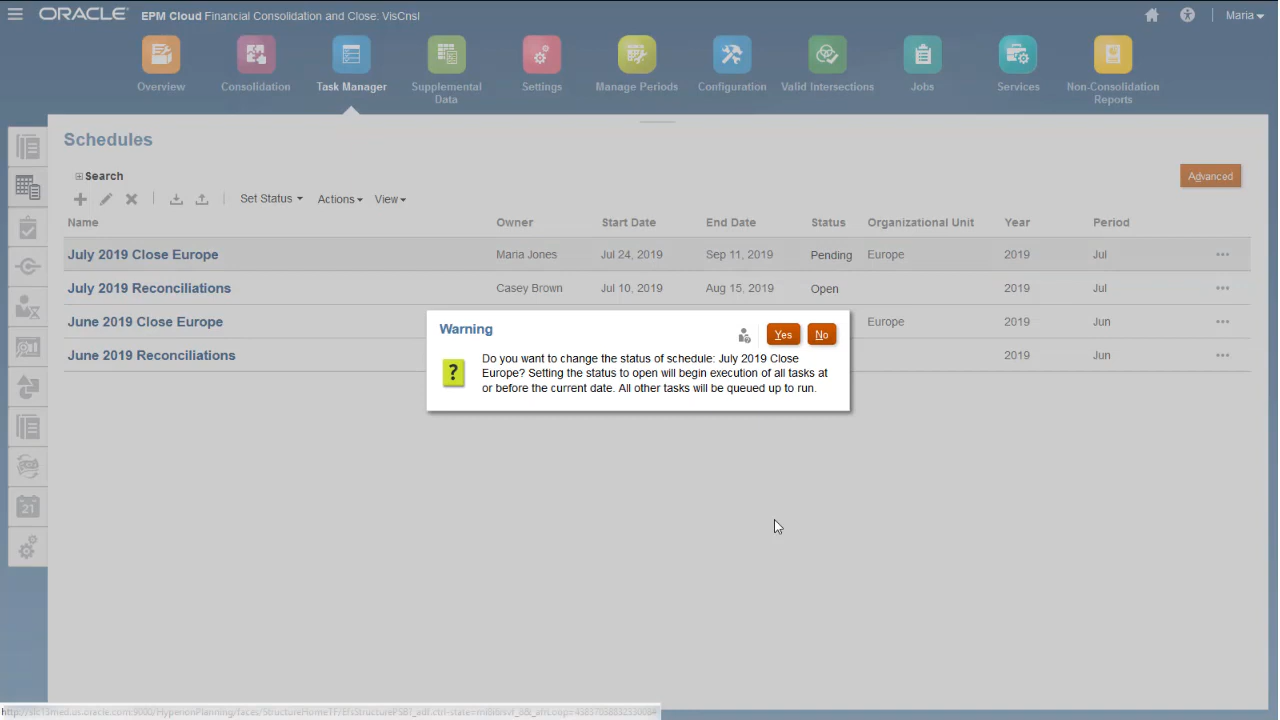 ORACLE EPM Cloud Financial Consolidation and Close: VisCnsl
Maria
Overview
Consolidation
Task Manager
Supplemental
Data
Settings
Manage Periods
Configuration
Valid Intersections
Jobs
Services
Non-Consolidation
Reports
Schedules
Search
Advanced
Set Status Actions View
Name Owner Start Date End Date Status Organizational Unit Year Period
July 2019 Close Europe Maria Jones Jul 24, 2019 Sep 11, 2019 Pending Europe 2019 Jul
July 2019 Reconciliations Casey Brown Jul 10, 2019 Aug 15, 2019 Open 2019 Jul
June 2019 Close Europe Europe 2019 Jun
June 2019 Reconciliations 2019 Jun
Warning
Yes No
?
Do you want to change the status of schedule: July 2019 Close
Europe? Setting the status to open will begin execution of all tasks at
or before the current date. All other tasks will be queued up to run.
21